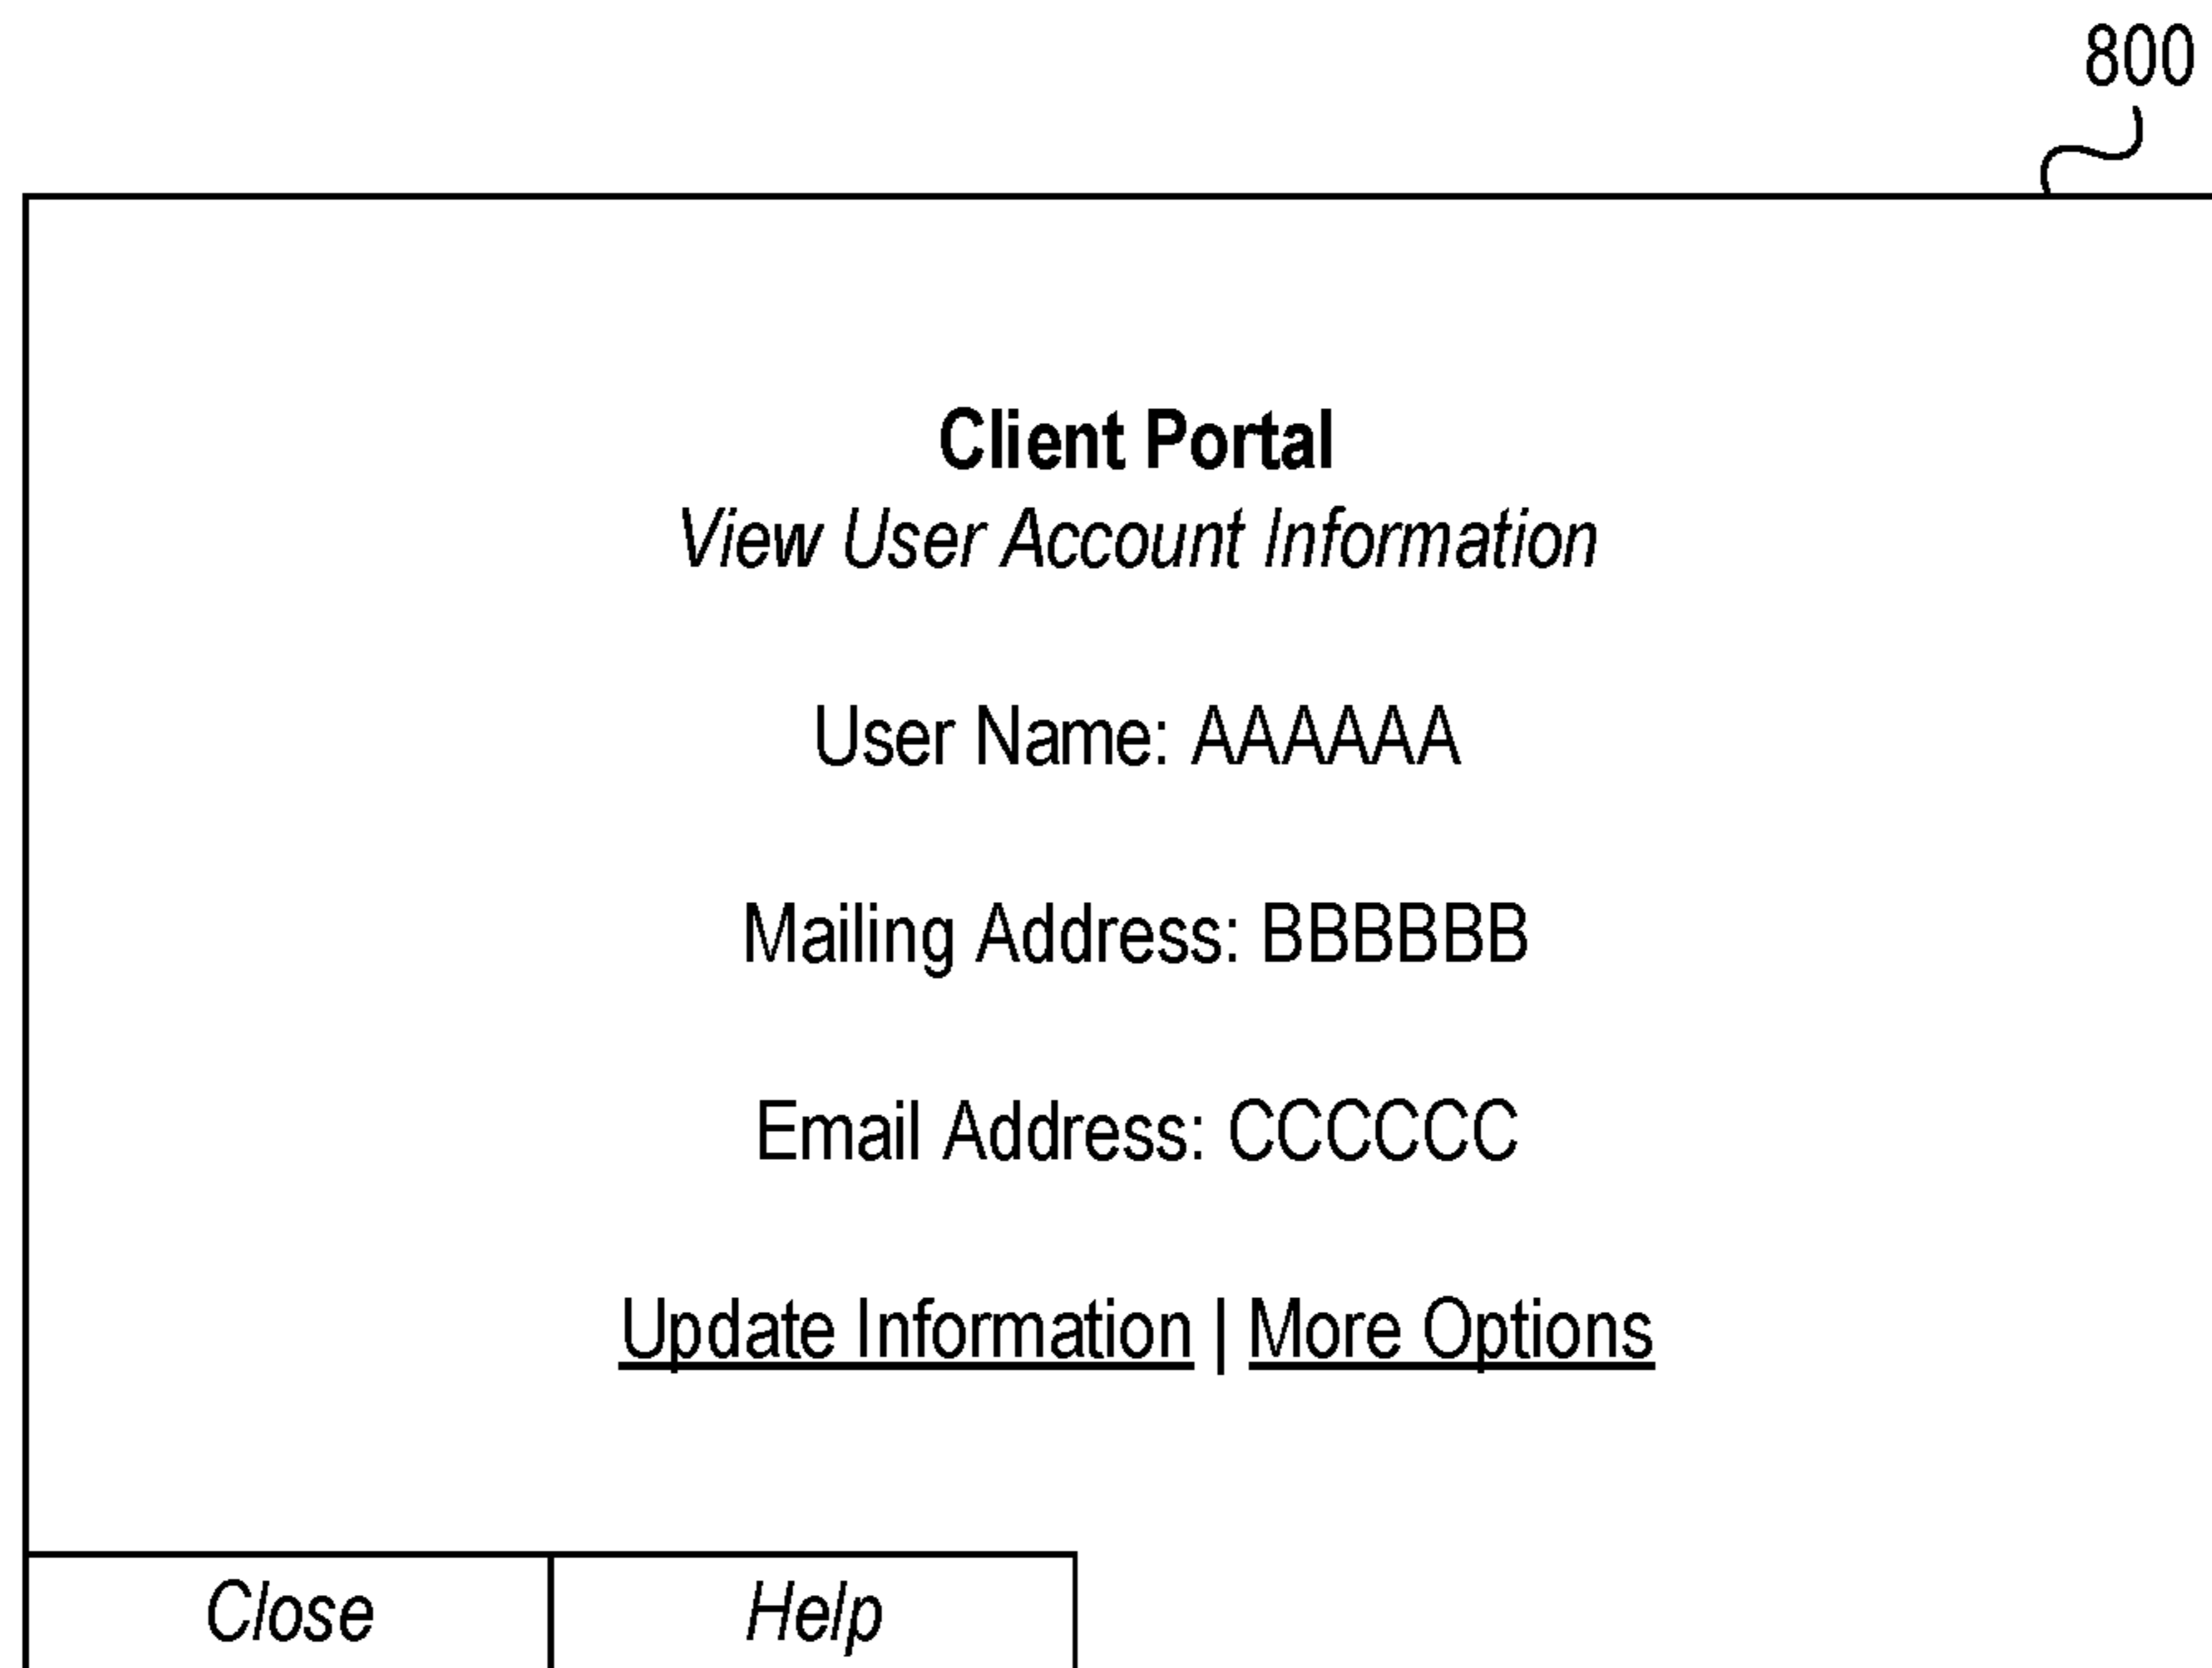 800
Client Portal
View User Account Information
User Name: AAAAAA
Mailing Address: BBBBBB
Email Address: CCCCCC
Update Information | More Options
Close Help